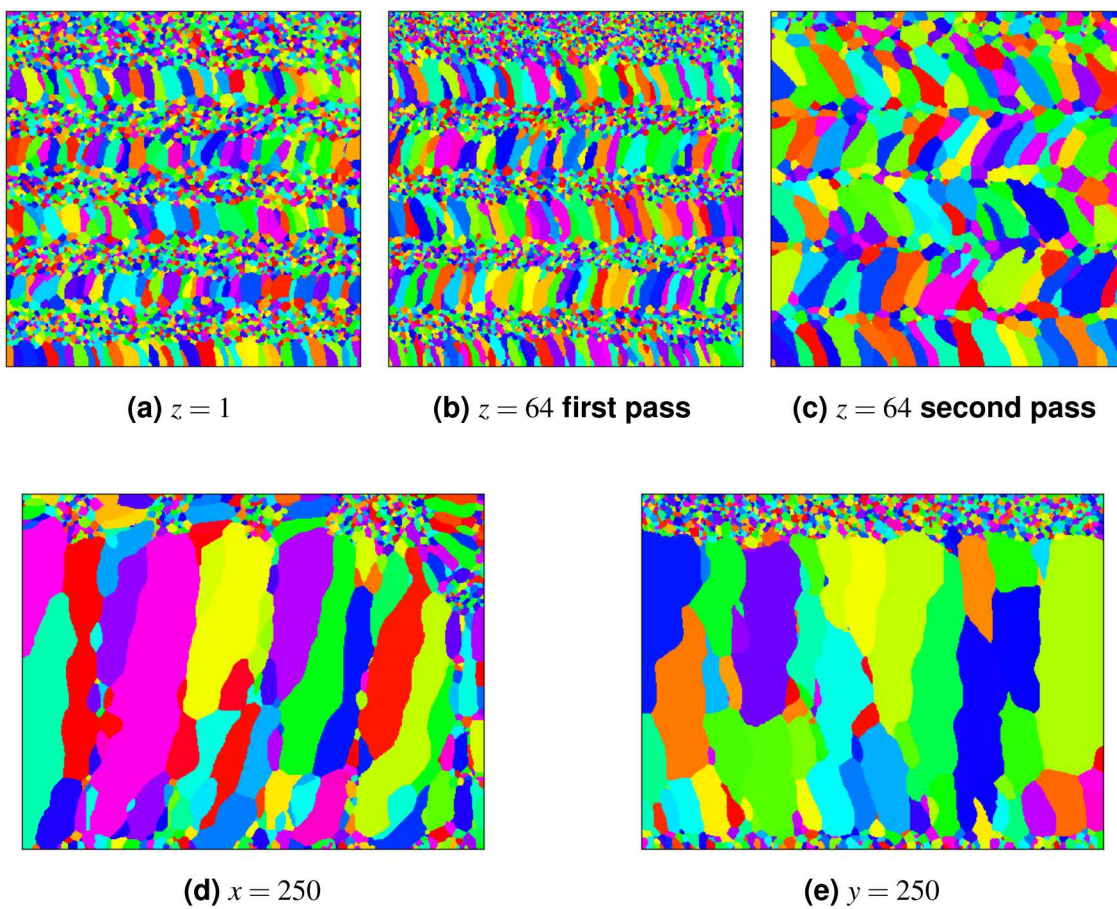 (a) z = 1
(b) z = 64 first pass
(c) z = 64 second pass
(d) x = 250
(e) y = 250